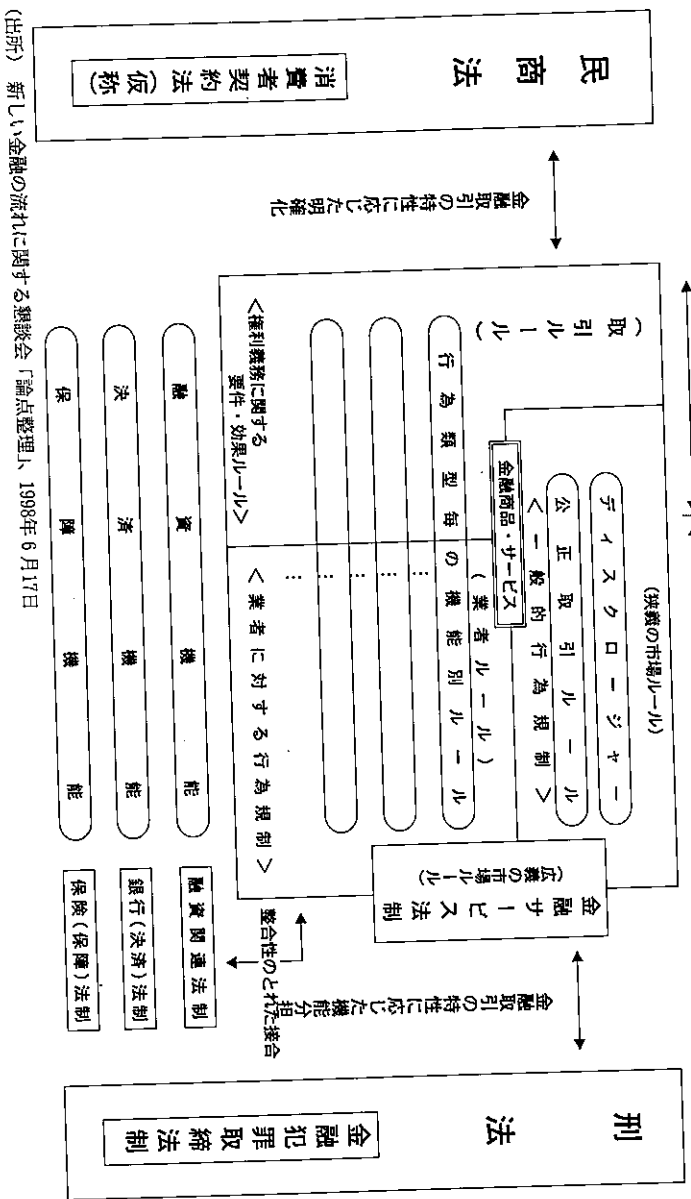 民商法
消費者契約法(仮称)
金融取引の特性に応じた明確化
(狭義の市場ルール)
ディスクロージャー
公正取引ルール
<一般的行為規制>
金融商品・サービス
(取引ルール)
(業者ルール)
行為類型毎の機能別ルール
……
……
……
<権利義務に関する
要件・効果ルール>
<業者に対する行為規制>
金融サービス法制
(広義の市場ルール)
整合性のとれた接合
融資機能
融資関連法制
決済機能
銀行(決済)法制
保障機能
保険(保障)法制
金融取引の特性に応じた機能分担
刑法
金融犯罪取締法制
(出所) 新しい金融の流れに関する懇談会「論点整理」、1998年6月17日